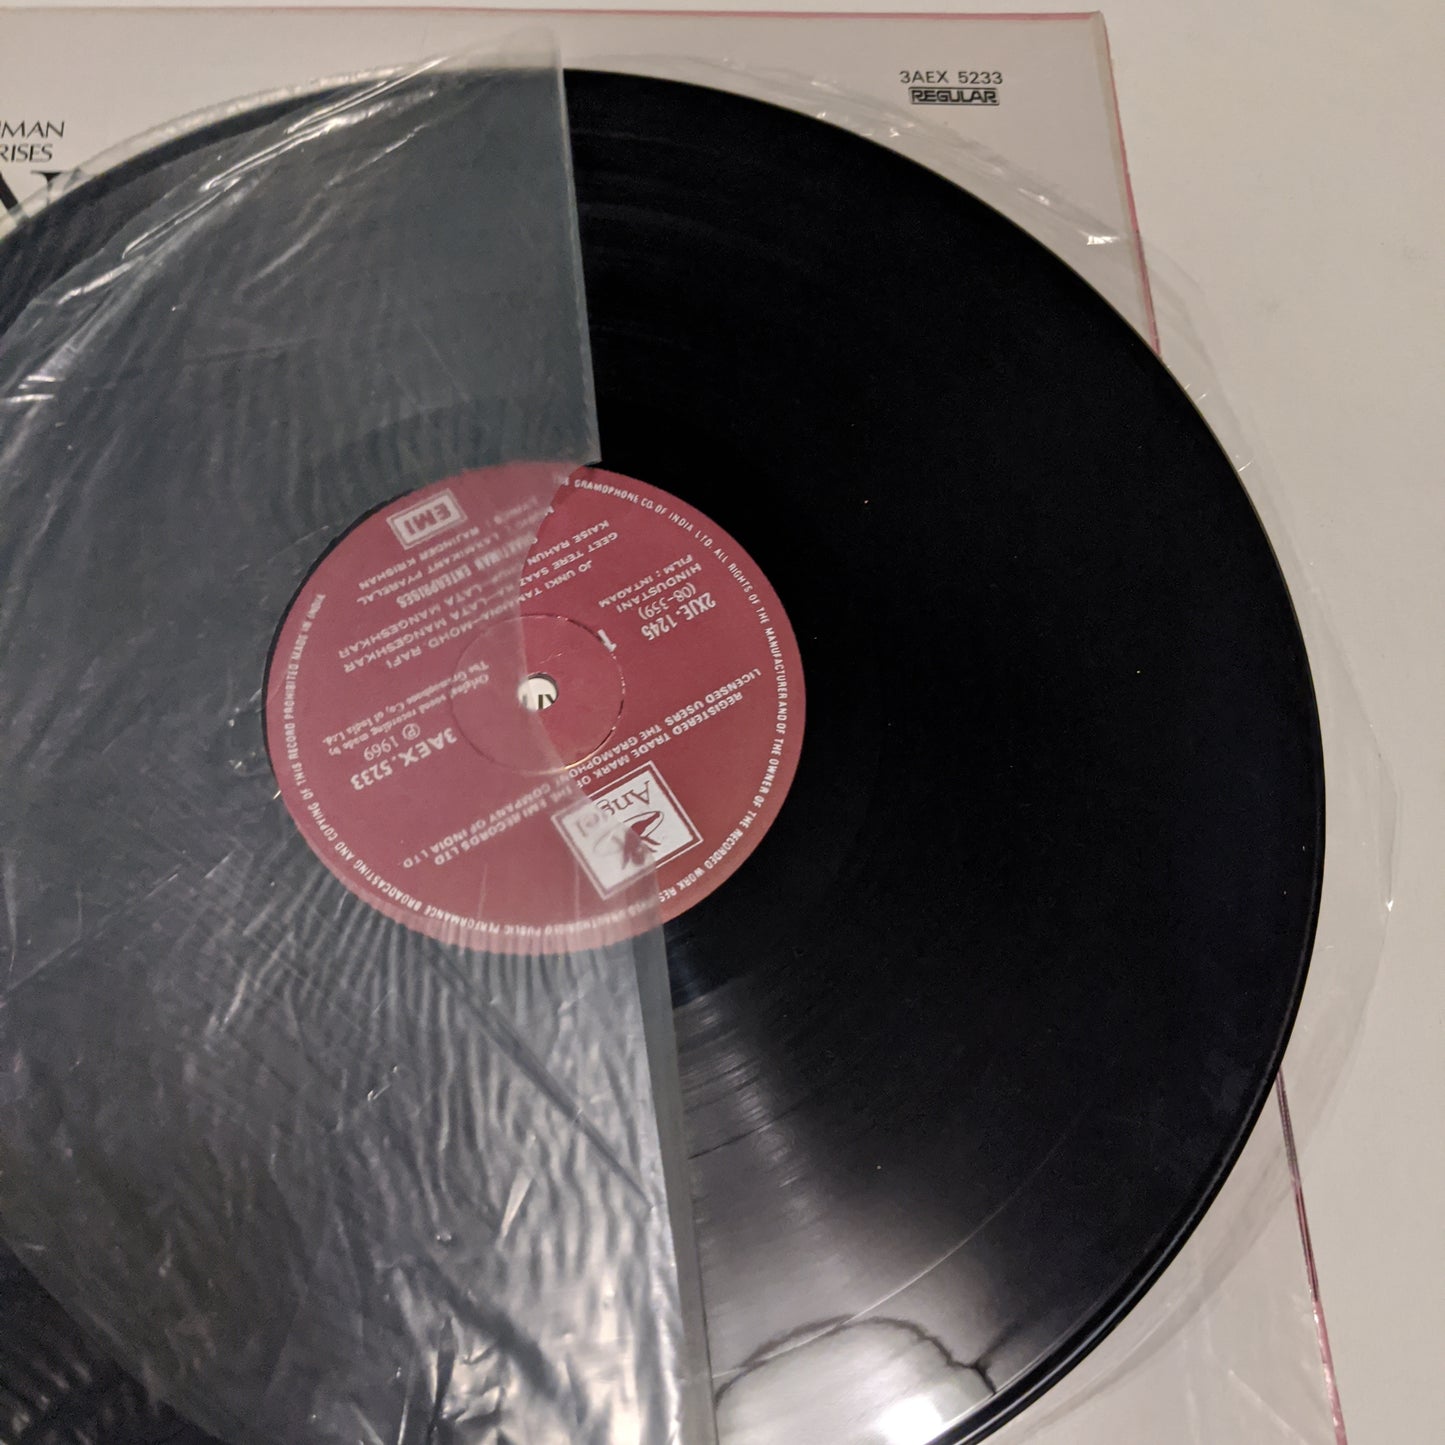 3AEX 5233
REGULAR
UMAN
RISES
Angel
REGISTERED TRADE MARK OF THE EMI RECORDS LTD
LICENSED USERS THE GRAMOPHONE COMPANY OF INDIA LTD.
2XJE. 1245
(08-359)
HINDUSTANI
FILM : INTAQAM
1
3AEX. 5233
Ⓟ 1969
Original sound recording made by
The Gramophone Co. of India Ltd.
JO UNKI TAMANNA-MOHD. RAFI
GEET TERE SAAZ LATA MANGESHKAR
KAISE RAHUN LATA MANGESHKAR
ENTERPRISES
RAJINDER KRISHAN
LAXMIKANT PYARELAL
EMI
GRAMOPHONE CO. OF INDIA LTD. ALL RIGHTS OF THE MANUFACTURER AND OF THE OWNER OF THE RECORDED WORK RESERVED UNAUTHORISED PUBLIC PERFORMANCE BROADCASTING AND COPYING OF THIS RECORD PROHIBITED MADE IN INDIA